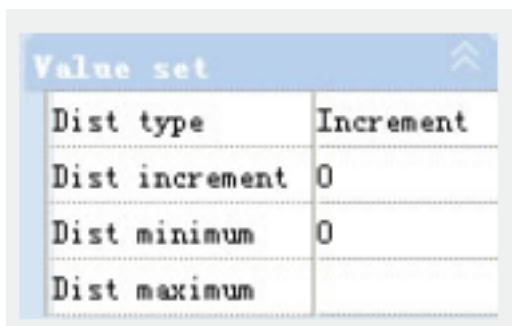 Value set
Dist type Increment
Dist increment 0
Dist minimum 0
Dist maximum